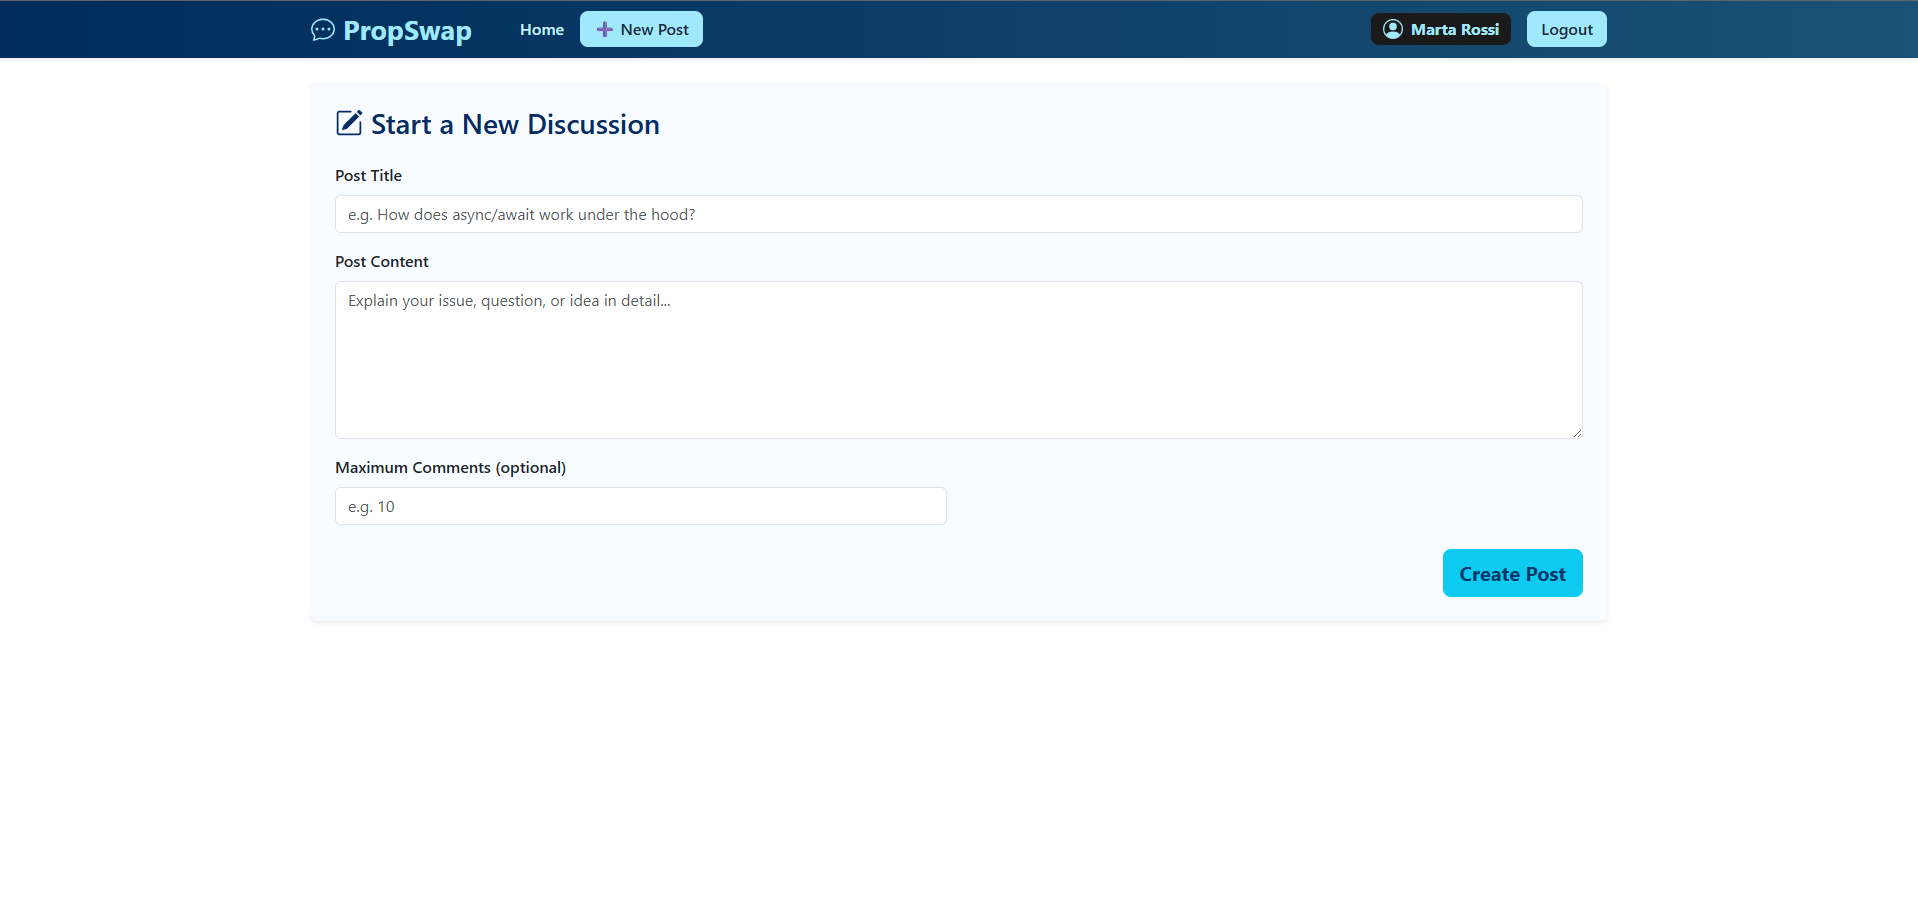 PropSwap
Home
New Post
Marta Rossi
Logout
Start a New Discussion
Post Title
e.g. How does async/await work under the hood?
Post Content
Explain your issue, question, or idea in detail...
Maximum Comments (optional)
e.g. 10
Create Post